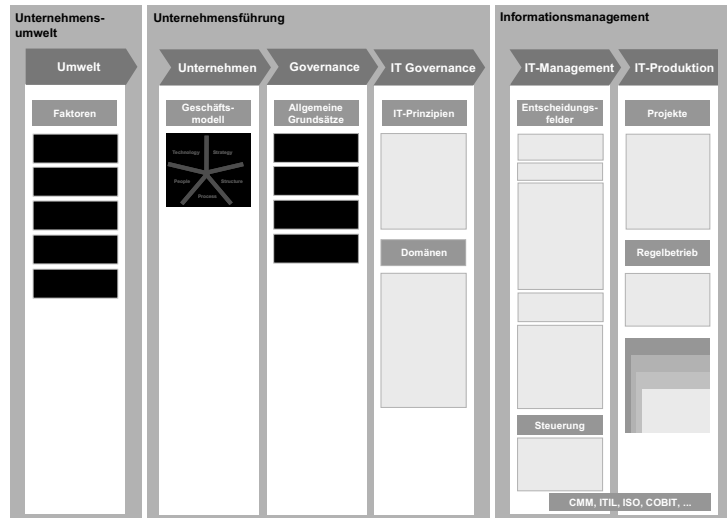 Unternehmens-
umwelt
Umwelt
Faktoren
Unternehmensführung
Unternehmen
Geschäfts-
modell
Technology
Strategy
People
Structure
Process
Governance
Allgemeine
Grundsätze
IT Governance
IT-Prinzipien
Domänen
Informationsmanagement
IT-Management
Entscheidungs-
felder
Steuerung
IT-Produktion
Projekte
Regelbetrieb
CMM, ITIL, ISO, COBIT, ...